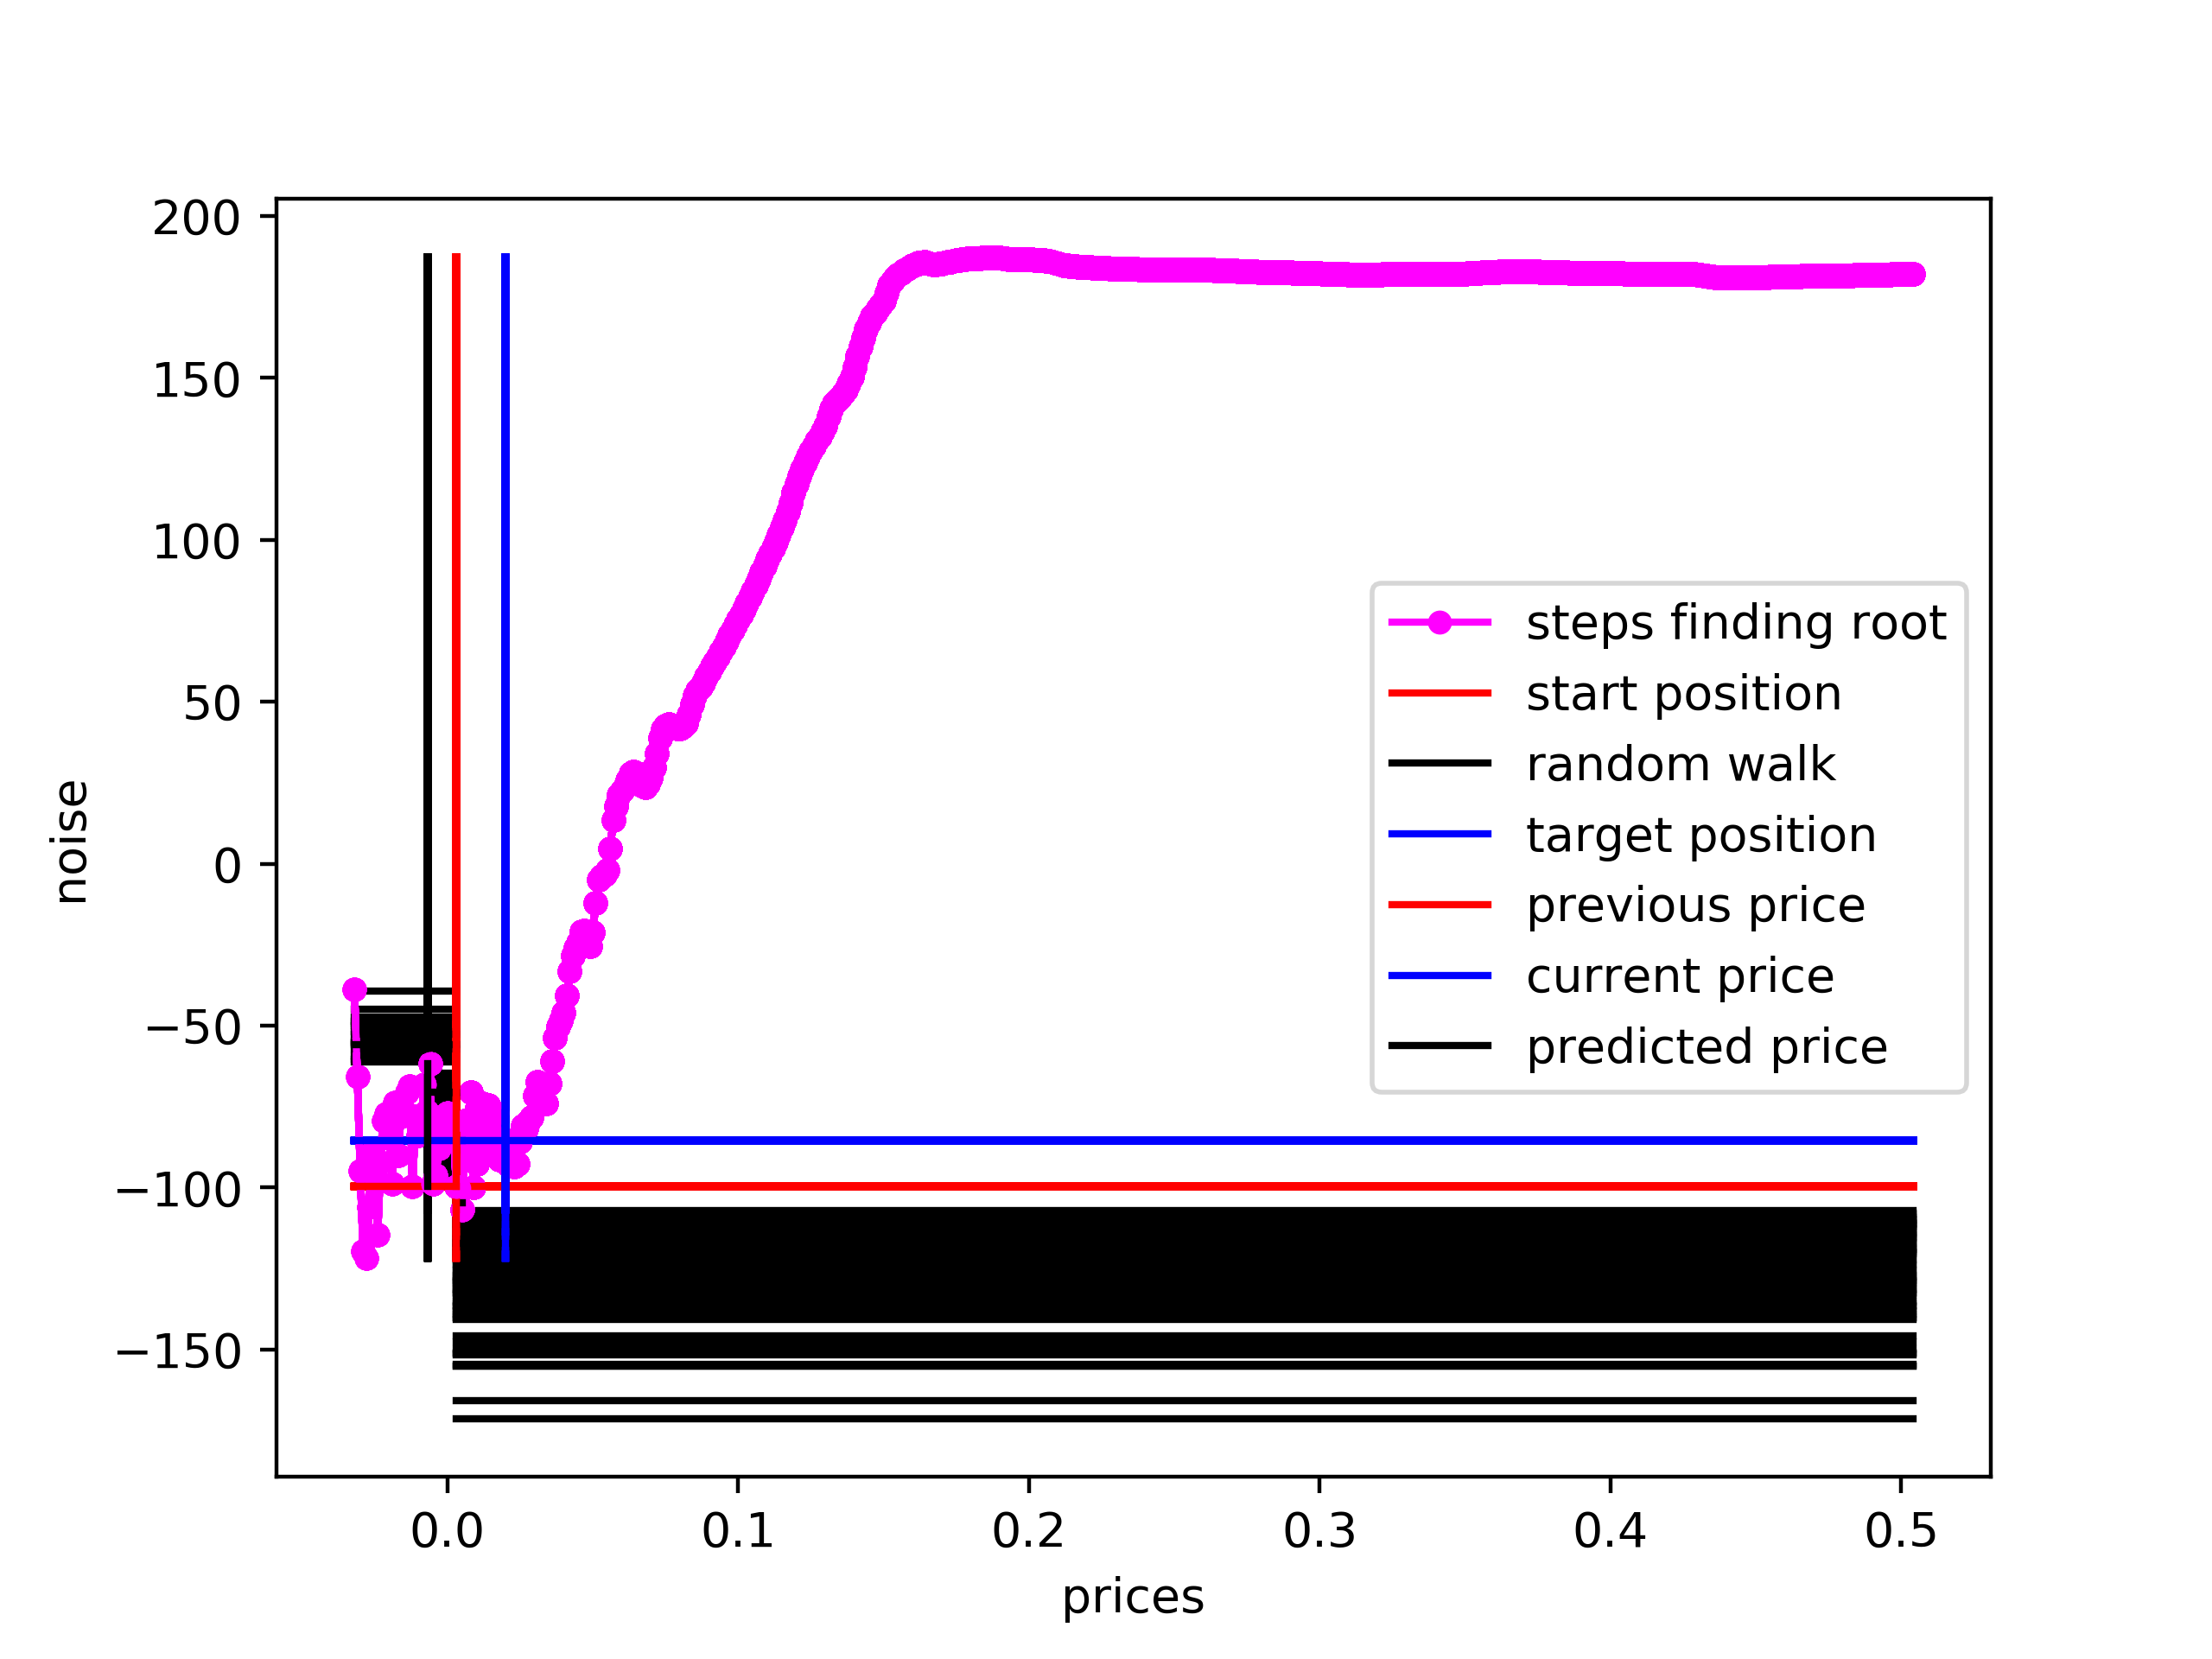 200
150
100
50
0
−50
−100
−150
noise
steps finding root
start position
random walk
target position
previous price
current price
predicted price
0.0 0.1 0.2 0.3 0.4 0.5
prices